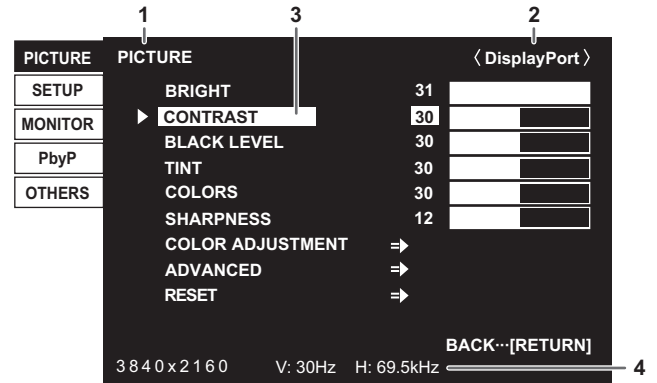 1 3 2
PICTURE
SETUP
MONITOR
PbyP
OTHERS
PICTURE 〈DisplayPort〉
BRIGHT 31
CONTRAST 30
BLACK LEVEL 30
TINT 30
COLORS 30
SHARPNESS 12
COLOR ADJUSTMENT
ADVANCED
RESET
BACK···[RETURN]
3840x2160 V: 30Hz H: 69.5kHz 4